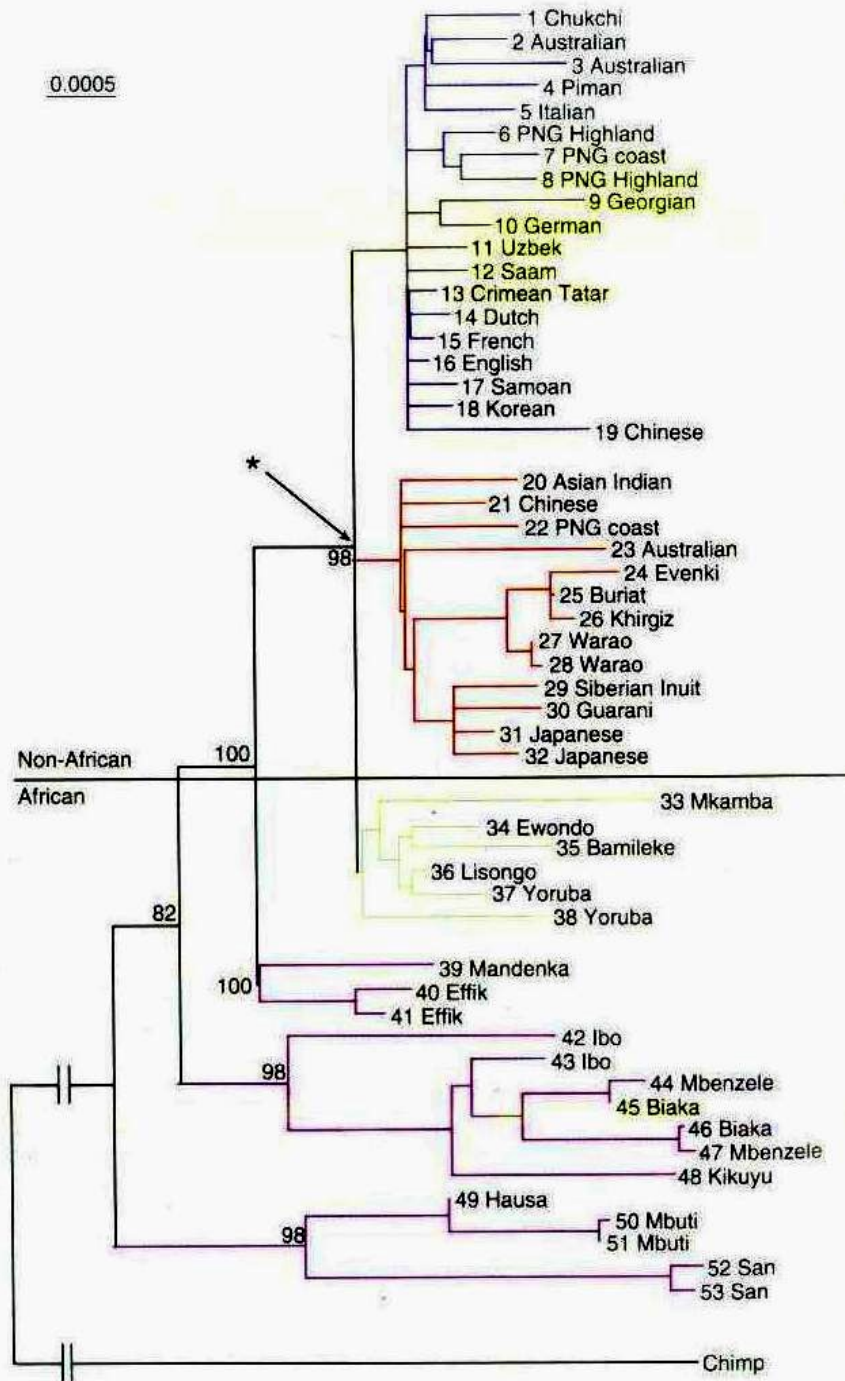 0.0005
1 Chukchi
2 Australian
3 Australian
4 Piman
5 Italian
6 PNG Highland
7 PNG coast
8 PNG Highland
9 Georgian
10 German
11 Uzbek
12 Saam
13 Crimean Tatar
14 Dutch
15 French
16 English
17 Samoan
18 Korean
19 Chinese
*
20 Asian Indian
21 Chinese
22 PNG coast
23 Australian
98
24 Evenki
25 Buriat
26 Khirgiz
27 Warao
28 Warao
29 Siberian Inuit
30 Guarani
31 Japanese
32 Japanese
100
Non-African
African
33 Mkamba
34 Ewondo
35 Bamileke
36 Lisongo
37 Yoruba
38 Yoruba
82
39 Mandenka
100
40 Effik
41 Effik
42 Ibo
43 Ibo
98
44 Mbenzele
45 Biaka
46 Biaka
47 Mbenzele
48 Kikuyu
49 Hausa
98
50 Mbuti
51 Mbuti
52 San
53 San
Chimp